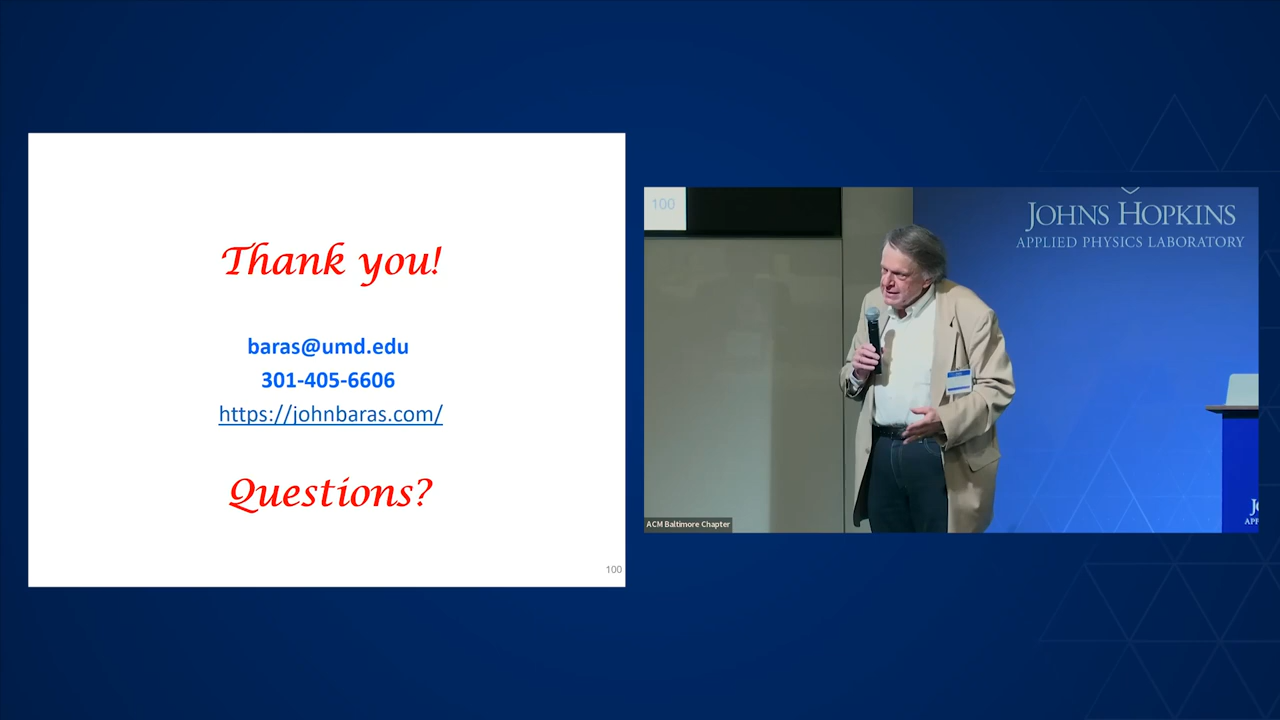 Thank you!
baras@umd.edu
301-405-6606
https://johnbaras.com/
Questions?
100
100
JOHNS HOPKINS
APPLIED PHYSICS LABORATORY
ACM Baltimore Chapter